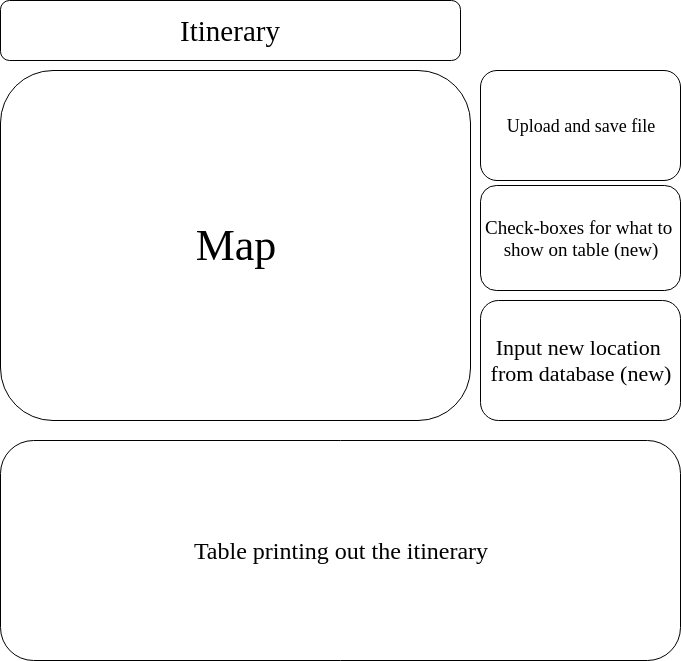 Itinerary
Map
Upload and save file
Check-boxes for what to
show on table (new)
Input new location
from database (new)
Table printing out the itinerary